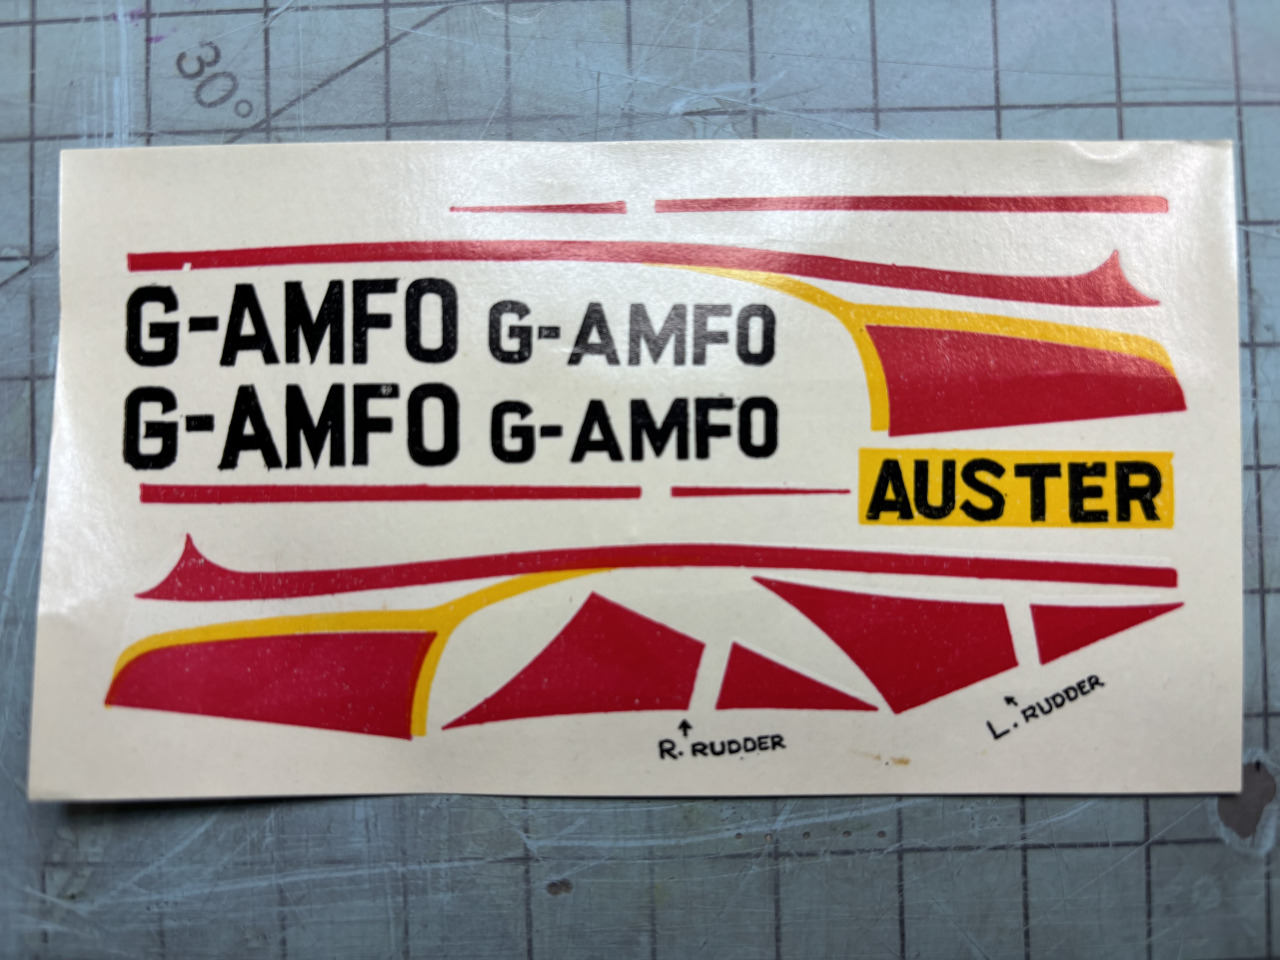 30°
G-AMFO G-AMFO
G-AMFO G-AMFO
AUSTER
L. RUDDER
R. RUDDER